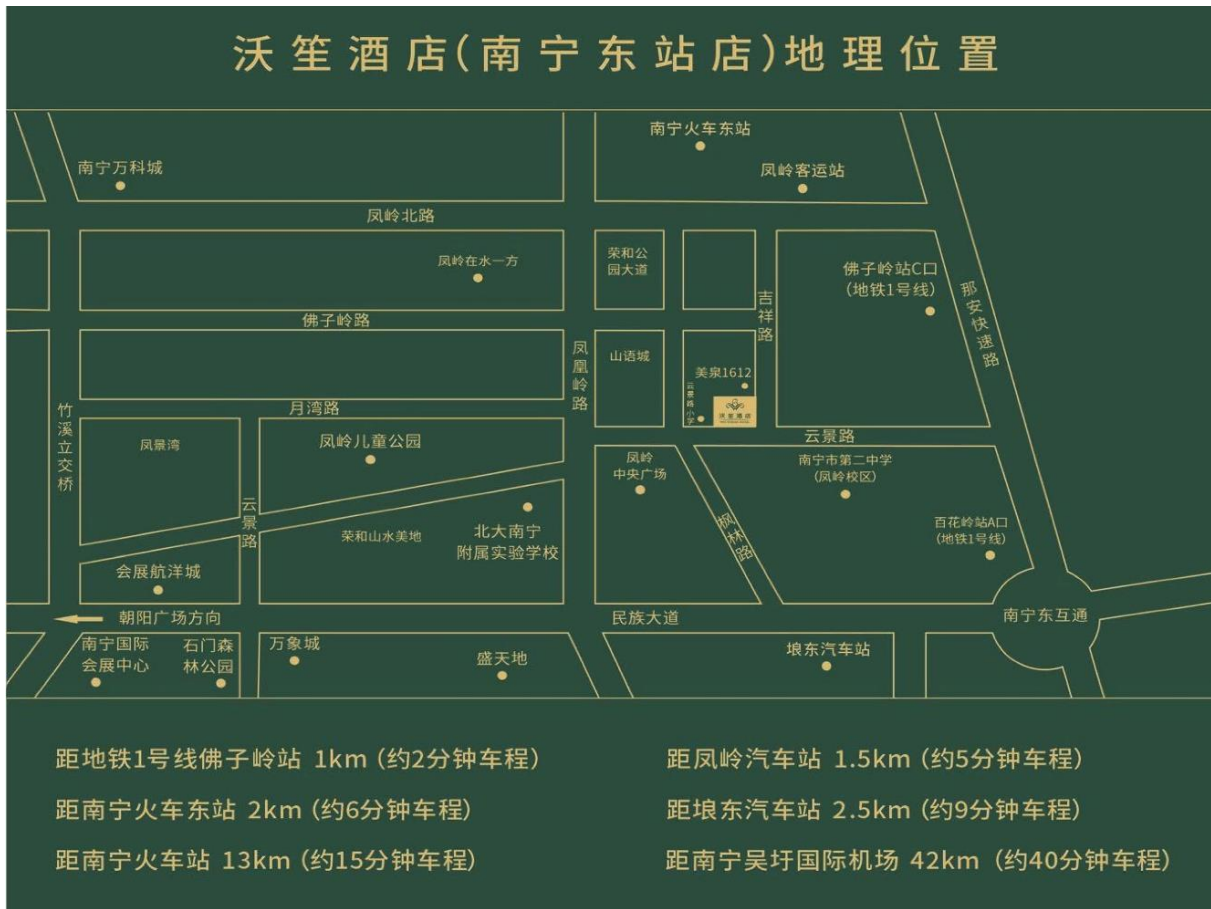 沃笙酒店(南宁东站店)地理位置
南宁火车东站
南宁万科城
凤岭客运站
凤岭北路
凤岭在水一方
荣和公
园大道
佛子岭站C口
(地铁1号线)
吉祥路
那安快速路
佛子岭路
凤凰岭路
山语城
美泉1612
云景路小学
沃笙酒店
月湾路
竹溪立交桥
凤景湾
凤岭儿童公园
云景路
凤岭
中央广场
南宁市第二中学
(凤岭校区)
云景路
荣和山水美地
北大南宁
附属实验学校
枫林路
百花岭站A口
(地铁1号线)
会展航洋城
朝阳广场方向
民族大道
南宁东互通
南宁国际
会展中心
石门森
林公园
万象城
盛天地
埌东汽车站
距地铁1号线佛子岭站 1km (约2分钟车程)
距凤岭汽车站 1.5km (约5分钟车程)
距南宁火车东站 2km (约6分钟车程)
距埌东汽车站 2.5km (约9分钟车程)
距南宁火车站 13km (约15分钟车程)
距南宁吴圩国际机场 42km (约40分钟车程)